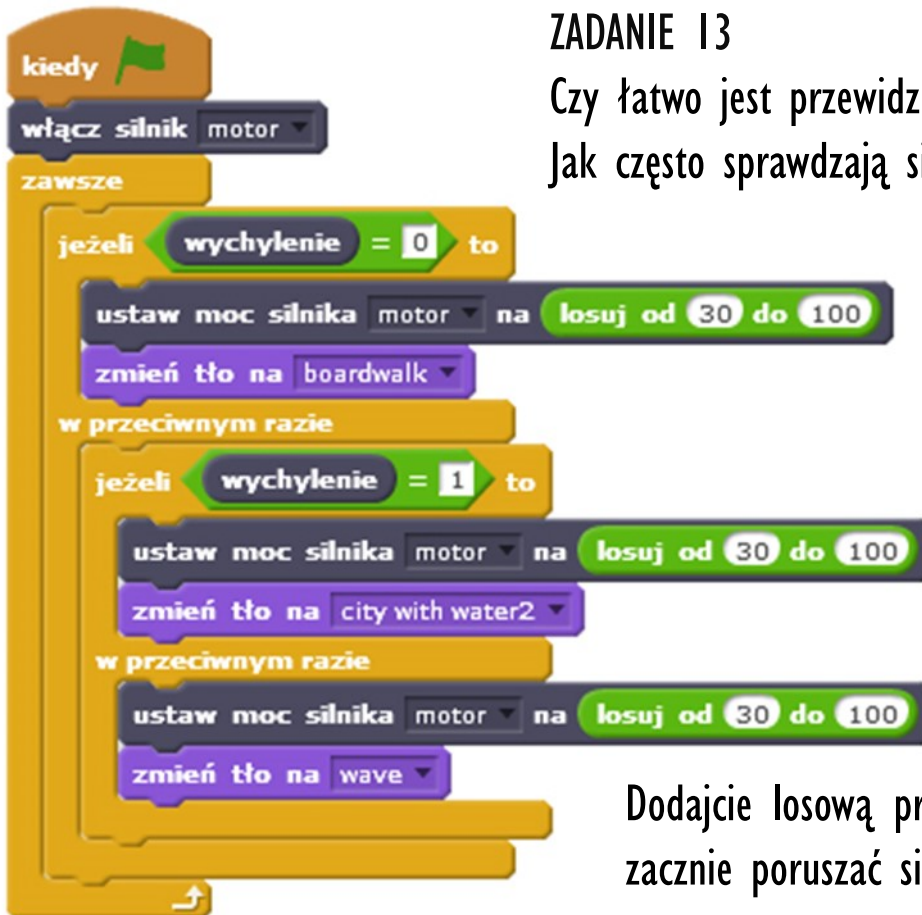 ZADANIE 13
Czy łatwo jest przewidz
Jak często sprawdzają si
kiedy
włącz silnik motor
zawsze
jeżeli wychylenie = 0 to
ustaw moc silnika motor na losuj od 30 do 100
zmień tło na boardwalk
w przeciwnym razie
jeżeli wychylenie = 1 to
ustaw moc silnika motor na losuj od 30 do 100
zmień tło na city with water2
w przeciwnym razie
ustaw moc silnika motor na losuj od 30 do 100
zmień tło na wave
Dodajcie losową pr
zacznie poruszać si